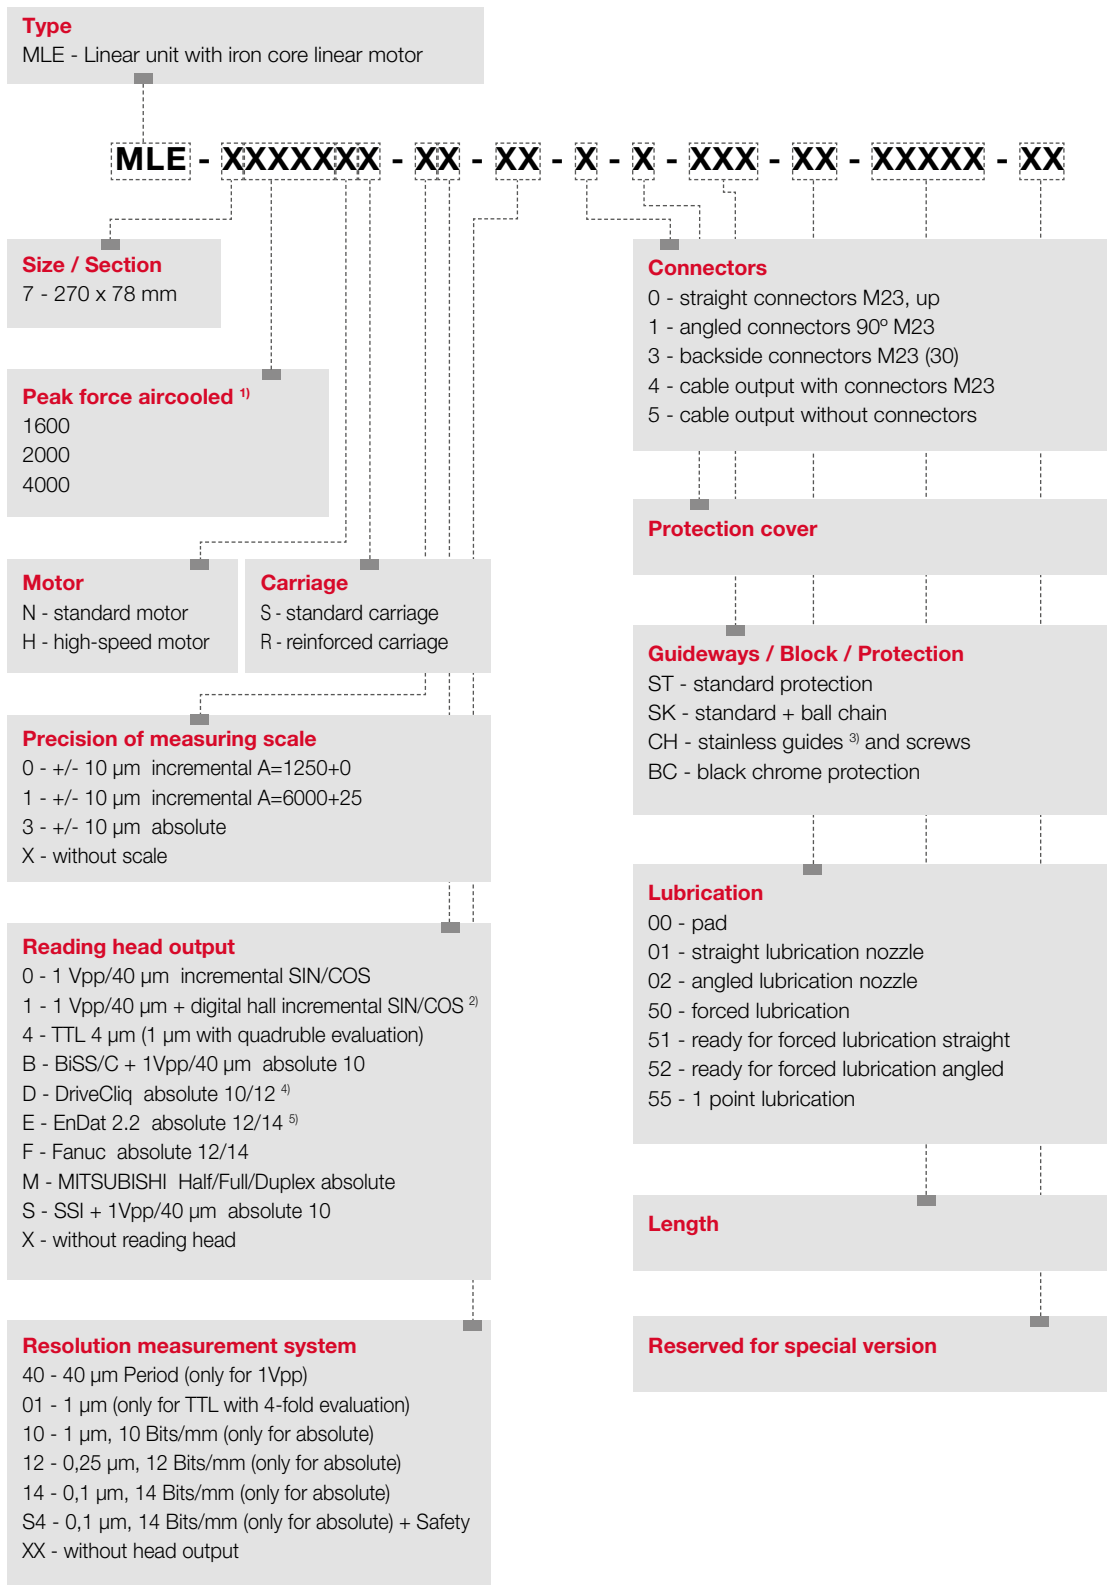 Type
MLE - Linear unit with iron core linear motor
MLE - XXXXXXX - XX - XX - X - X - XXX - XX - XXXXX - XX
Size / Section
7 - 270 x 78 mm
Peak force aircooled 1)
1600
2000
4000
Motor
N - standard motor
H - high-speed motor
Carriage
S - standard carriage
R - reinforced carriage
Precision of measuring scale
0 - +/- 10 µm incremental A=1250+0
1 - +/- 10 µm incremental A=6000+25
3 - +/- 10 µm absolute
X - without scale
Reading head output
0 - 1 Vpp/40 µm incremental SIN/COS
1 - 1 Vpp/40 µm + digital hall incremental SIN/COS 2)
4 - TTL 4 µm (1 µm with quadruble evaluation)
B - BiSS/C + 1Vpp/40 µm absolute 10
D - DriveCliq absolute 10/12 4)
E - EnDat 2.2 absolute 12/14 5)
F - Fanuc absolute 12/14
M - MITSUBISHI Half/Full/Duplex absolute
S - SSI + 1Vpp/40 µm absolute 10
X - without reading head
Resolution measurement system
40 - 40 µm Period (only for 1Vpp)
01 - 1 µm (only for TTL with 4-fold evaluation)
10 - 1 µm, 10 Bits/mm (only for absolute)
12 - 0,25 µm, 12 Bits/mm (only for absolute)
14 - 0,1 µm, 14 Bits/mm (only for absolute)
S4 - 0,1 µm, 14 Bits/mm (only for absolute) + Safety
XX - without head output
Connectors
0 - straight connectors M23, up
1 - angled connectors 90º M23
3 - backside connectors M23 (30)
4 - cable output with connectors M23
5 - cable output without connectors
Protection cover
Guideways / Block / Protection
ST - standard protection
SK - standard + ball chain
CH - stainless guides 3) and screws
BC - black chrome protection
Lubrication
00 - pad
01 - straight lubrication nozzle
02 - angled lubrication nozzle
50 - forced lubrication
51 - ready for forced lubrication straight
52 - ready for forced lubrication angled
55 - 1 point lubrication
Length
Reserved for special version